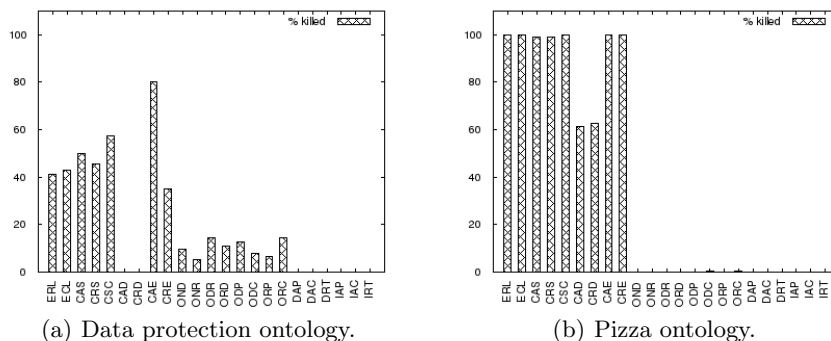 % killed
100
80
60
40
20
0
ERL ECL CAS CRS CSC CAD CRD CAE CRE OND ONR ODR ORD ODP ODC ORP ORC DAP DAC DRT IAP IAC IRT
(a) Data protection ontology.
% killed
100
80
60
40
20
0
ERL ECL CAS CRS CSC CAD CRD CAE CRE OND ONR ODR ORD ODP ODC ORP ORC DAP DAC DRT IAP IAC IRT
(b) Pizza ontology.